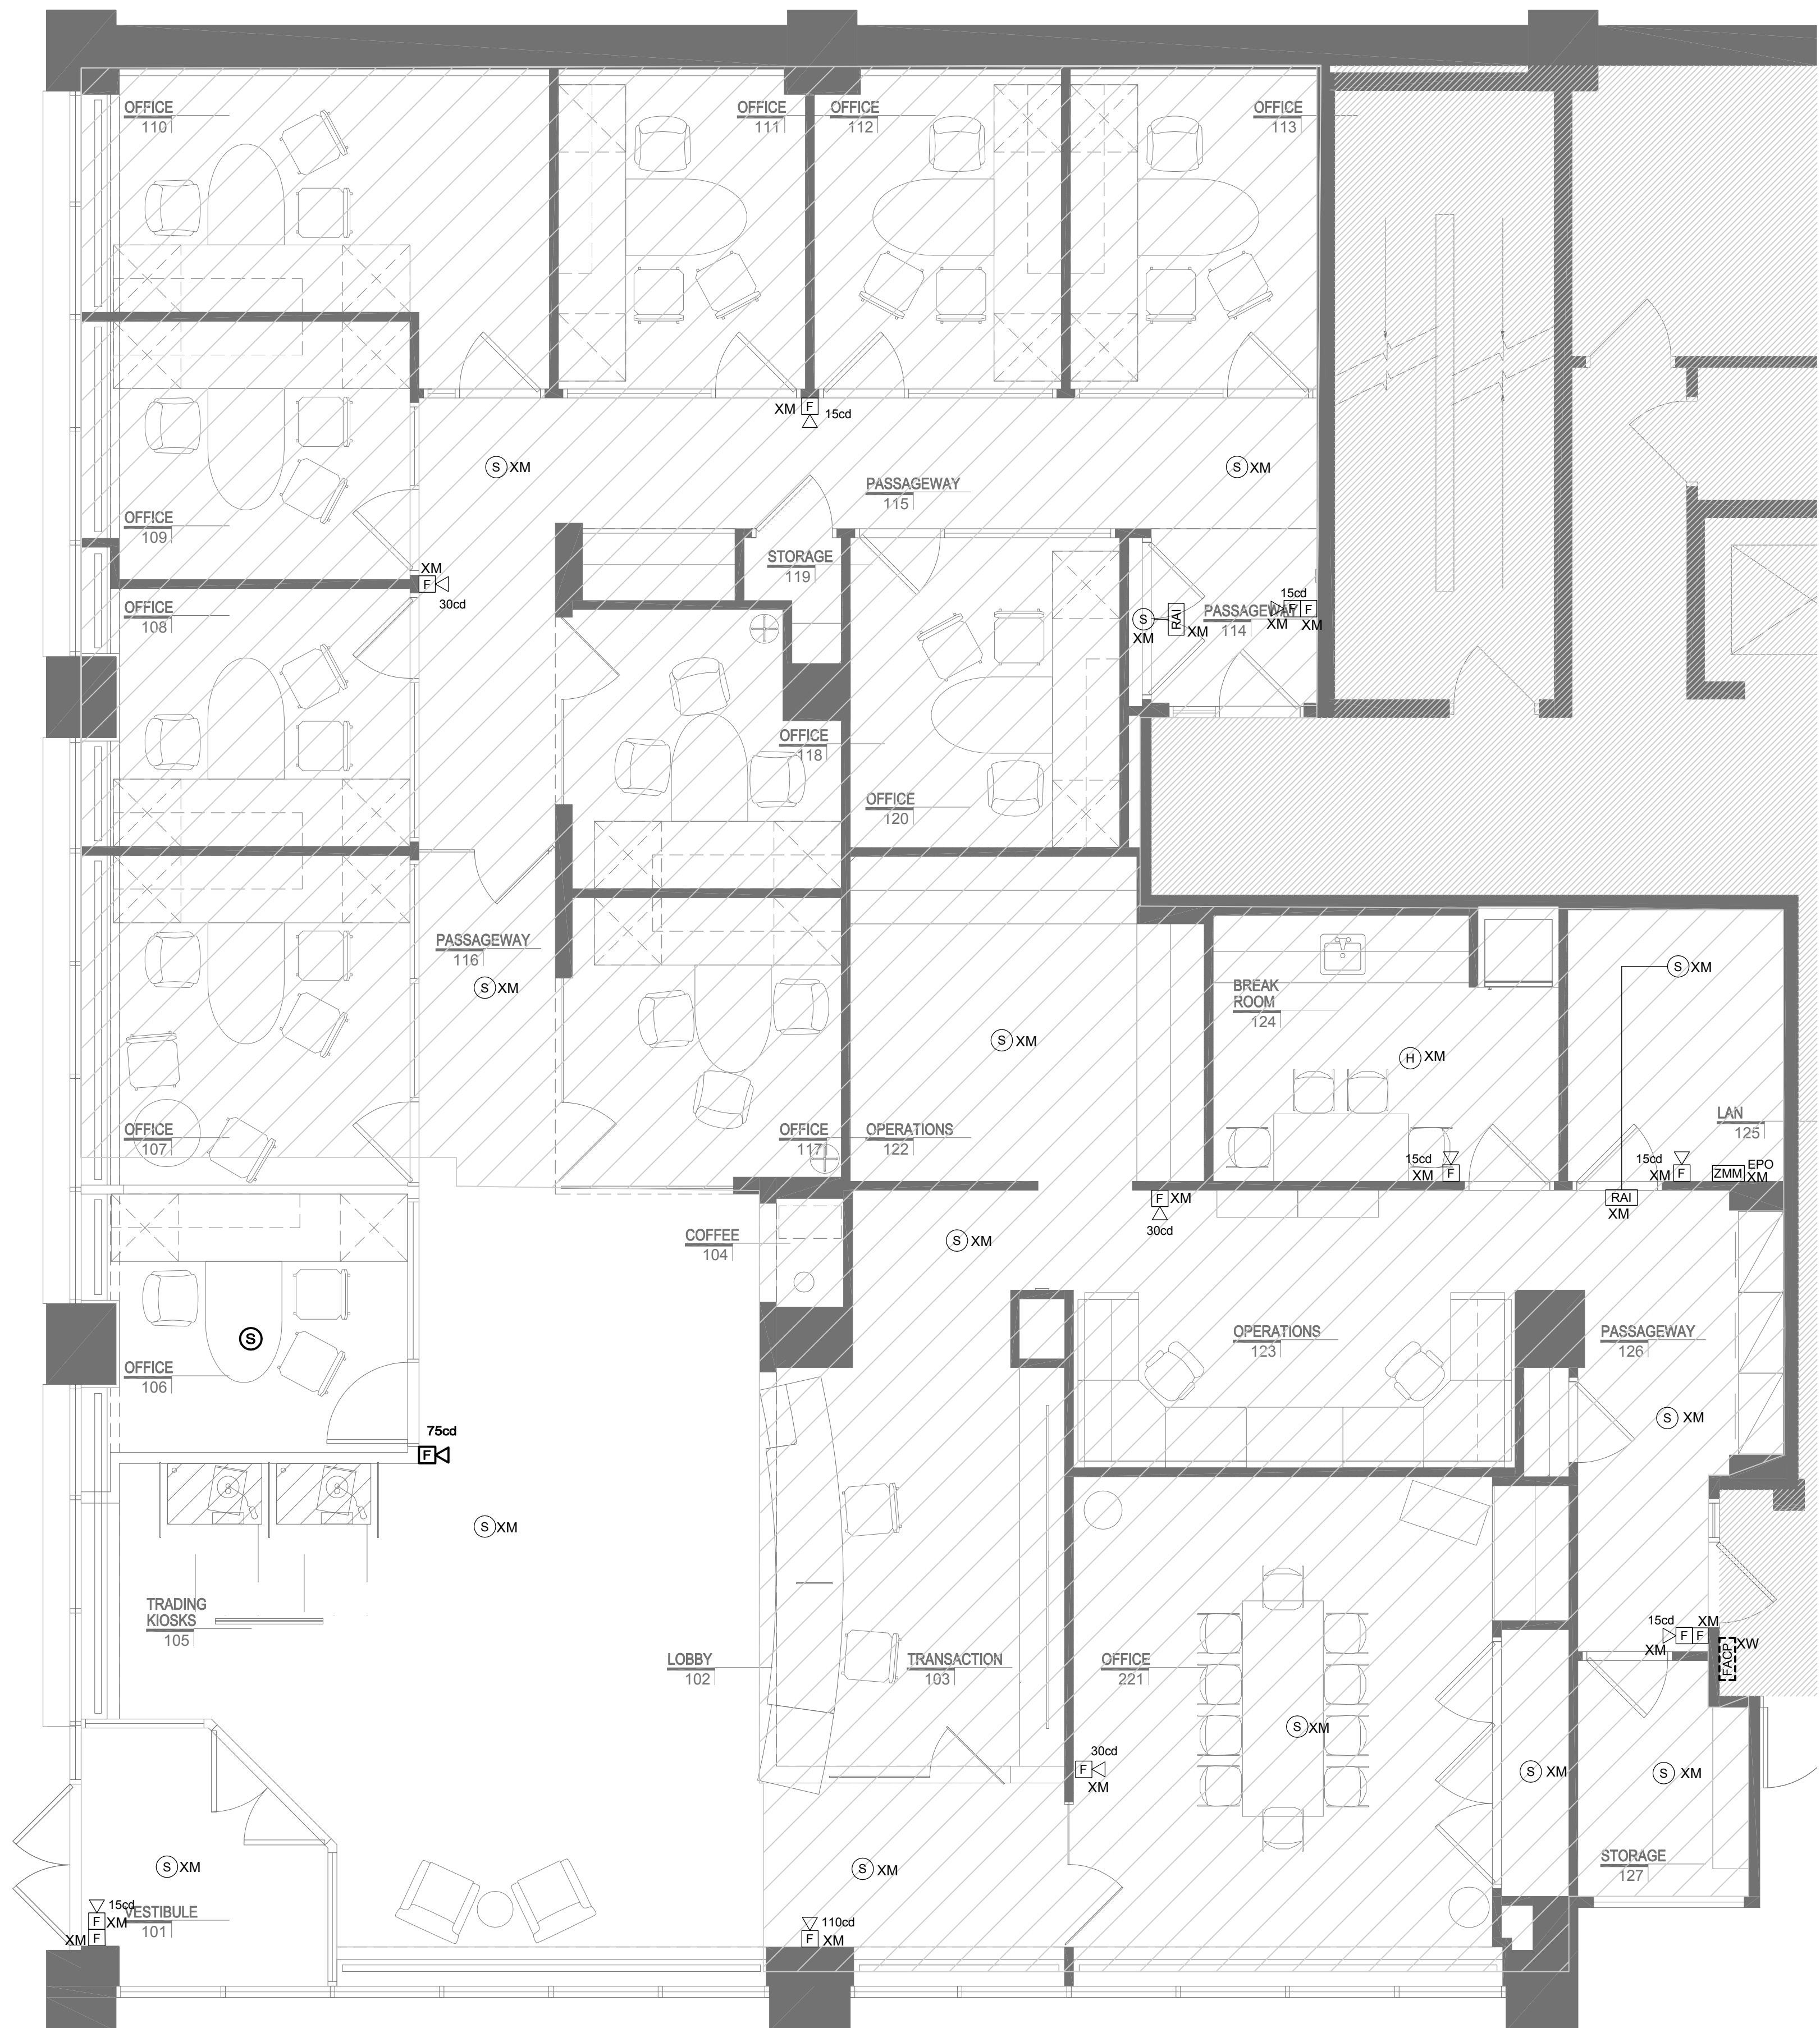 OFFICE
110
OFFICE
111
OFFICE
112
OFFICE
113
XM F 15cd
S XM
S XM
PASSAGEWAY
115
OFFICE
109
STORAGE
119
XM
F
30cd
OFFICE
108
S
XM
RAI
XM
PASSAGEWAY
114
15cd
F F
XM XM
OFFICE
118
OFFICE
120
PASSAGEWAY
116
S XM
S XM
BREAK
ROOM
124
H XM
S XM
LAN
125
OFFICE
107
OFFICE
117
OPERATIONS
122
15cd
XM F
15cd
XM F
ZMM EPO
XM
RAI
XM
F XM
30cd
COFFEE
104
S XM
S
OFFICE
106
OPERATIONS
123
PASSAGEWAY
126
S XM
75cd
F
S XM
TRADING
KIOSKS
105
LOBBY
102
TRANSACTION
103
OFFICE
221
15cd XM
F F
XM
FACP XW
S XM
30cd
F
XM
S XM
S XM
S XM
S XM
STORAGE
127
15cd
F XM
XM F
VESTIBULE
101
110cd
F XM